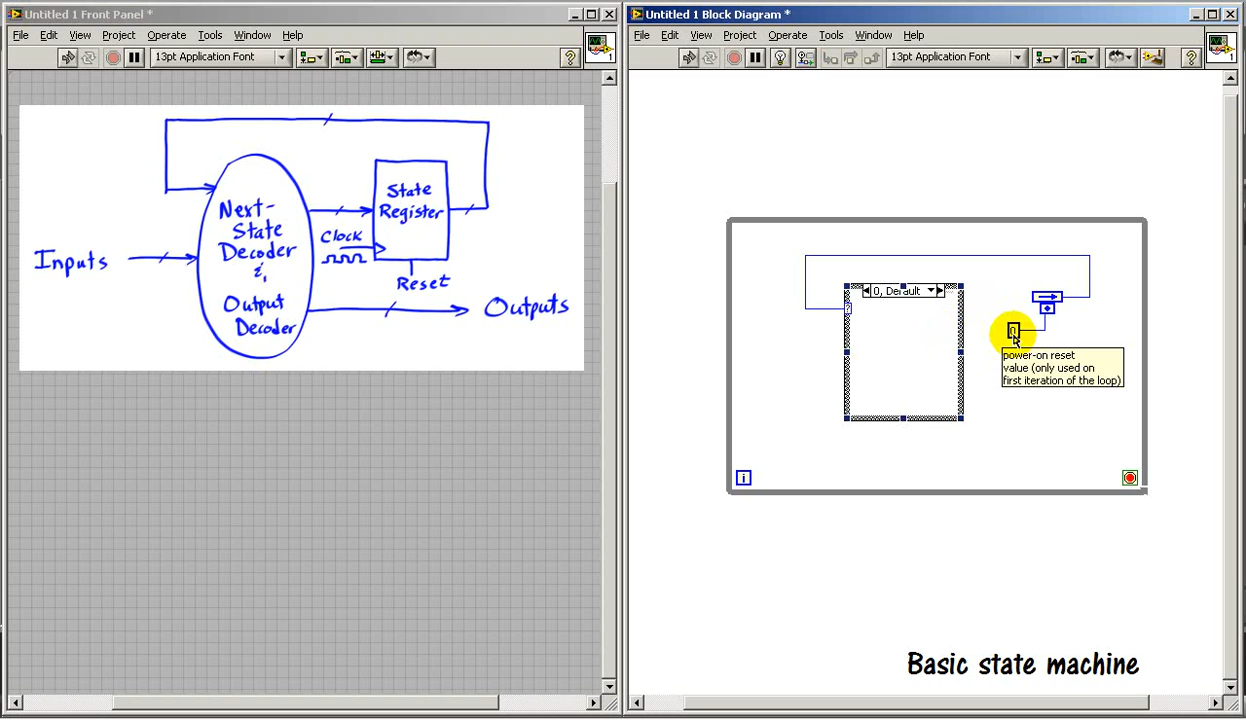 Untitled 1 Front Panel *
File Edit View Project Operate Tools Window Help
13pt Application Font
1
Next-
State
Decoder
&
Output
Decoder
State
Register
Clock
Reset
Inputs
Outputs
Untitled 1 Block Diagram *
File Edit View Project Operate Tools Window Help
13pt Application Font
1
0, Default
?
0
power-on reset
value (only used on
first iteration of the loop)
i
Basic state machine